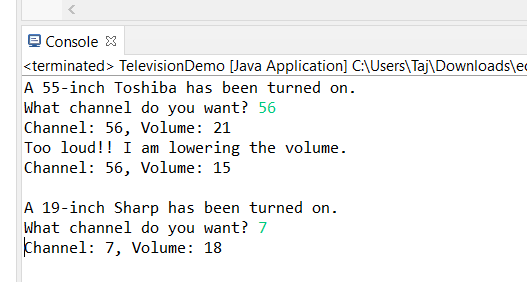 Console
<terminated> TelevisionDemo [Java Application] C:\Users\Taj\Downloads\ec
A 55-inch Toshiba has been turned on.
What channel do you want? 56
Channel: 56, Volume: 21
Too loud!! I am lowering the volume.
Channel: 56, Volume: 15
A 19-inch Sharp has been turned on.
What channel do you want? 7
Channel: 7, Volume: 18